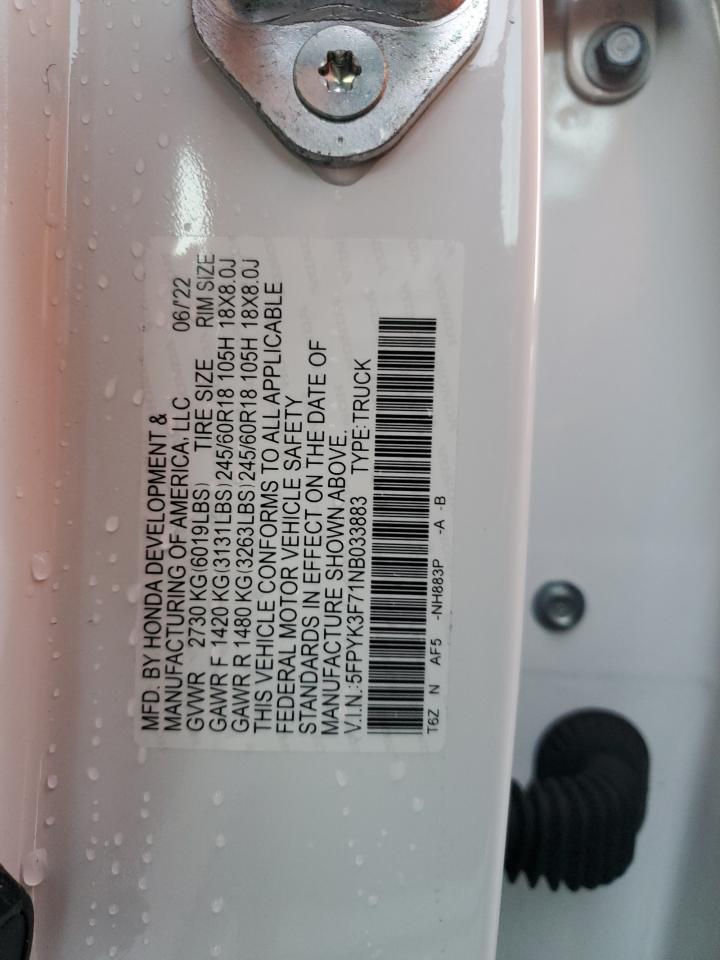 MFD. BY HONDA DEVELOPMENT &
MANUFACTURING OF AMERICA, LLC 06/'22
GVWR 2730 KG(6019LBS) TIRE SIZE RIM SIZE
GAWR F 1420 KG(3131LBS)245/60R18 105H 18X8.0J
GAWR R 1480 KG(3263LBS)245/60R18 105H 18X8.0J
THIS VEHICLE CONFORMS TO ALL APPLICABLE
FEDERAL MOTOR VEHICLE SAFETY
STANDARDS IN EFFECT ON THE DATE OF
MANUFACTURE SHOWN ABOVE.
V.I.N.:5FPYK3F71NB033883 TYPE:TRUCK
T6Z N AF5 -NH883P -A -B